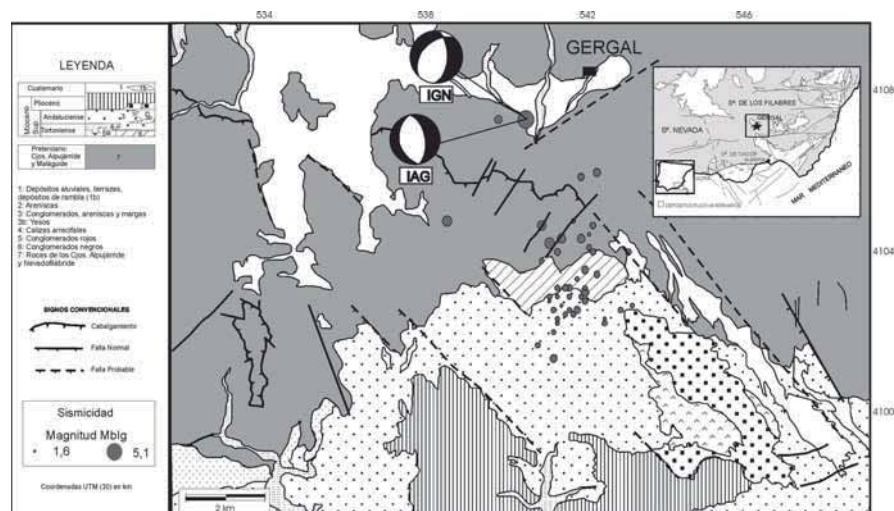 534
538
542
546
4108
4104
4100
LEYENDA
Cuaternario
Plioceno
Mioceno
Sup
Andaluciense
Tortoniense
Pretendario:
Cjos. Alpujárride
y Maláguide
7
1: Depósitos aluviales, terrazas,
depósitos de rambla (1b)
2: Areniscas
3: Conglomerados, areniscas y margas
3b: Yesos
4: Calizas arrecifales
5: Conglomerados rojos
6: Conglomerados negros
7: Roces de los Cjos. Alpujárride
y Nevadofilábride
SIGNOS CONVENCIONALES
Cabalgamiento
Falla Normal
Falla Probable
Sismicidad
Magnitud Mblg
1,6
5,1
Coordenadas UTM (30) en km
2 km
IGN
IAG
GERGAL
Sª. DE LOS FILABRES
GERGAL
Sª. NEVADA
MAR MEDITERRANEO